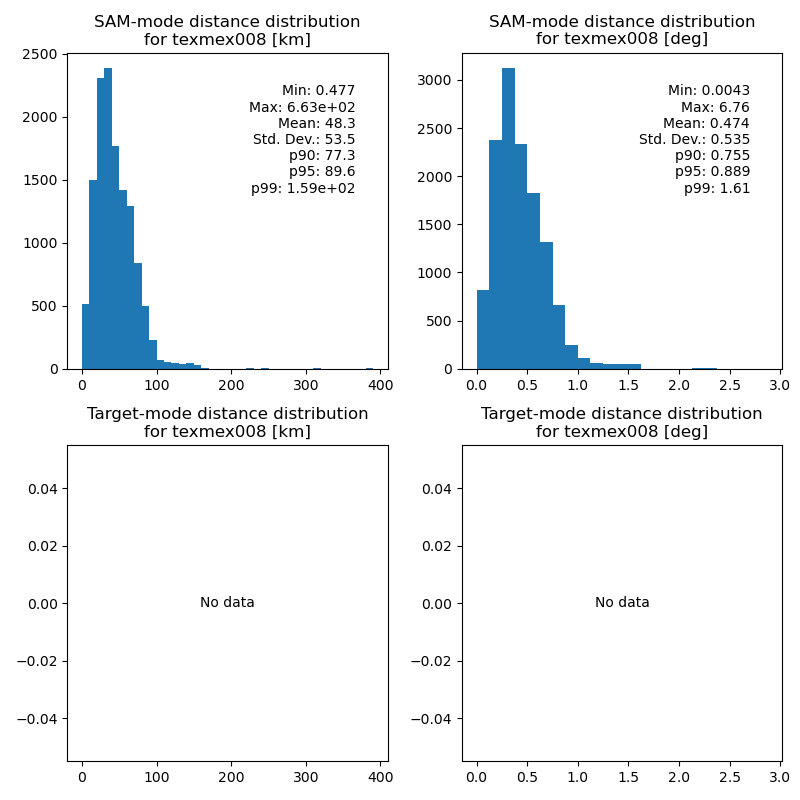 SAM-mode distance distribution
for texmex008 [km]
2500
2000
1500
1000
500
0
Min: 0.477
Max: 6.63e+02
Mean: 48.3
Std. Dev.: 53.5
p90: 77.3
p95: 89.6
p99: 1.59e+02
0 100 200 300 400
SAM-mode distance distribution
for texmex008 [deg]
3000
2500
2000
1500
1000
500
0
Min: 0.0043
Max: 6.76
Mean: 0.474
Std. Dev.: 0.535
p90: 0.755
p95: 0.889
p99: 1.61
0.0 0.5 1.0 1.5 2.0 2.5 3.0
Target-mode distance distribution
for texmex008 [km]
0.04
0.02
0.00
−0.02
−0.04
No data
0 100 200 300 400
Target-mode distance distribution
for texmex008 [deg]
0.04
0.02
0.00
−0.02
−0.04
No data
0.0 0.5 1.0 1.5 2.0 2.5 3.0